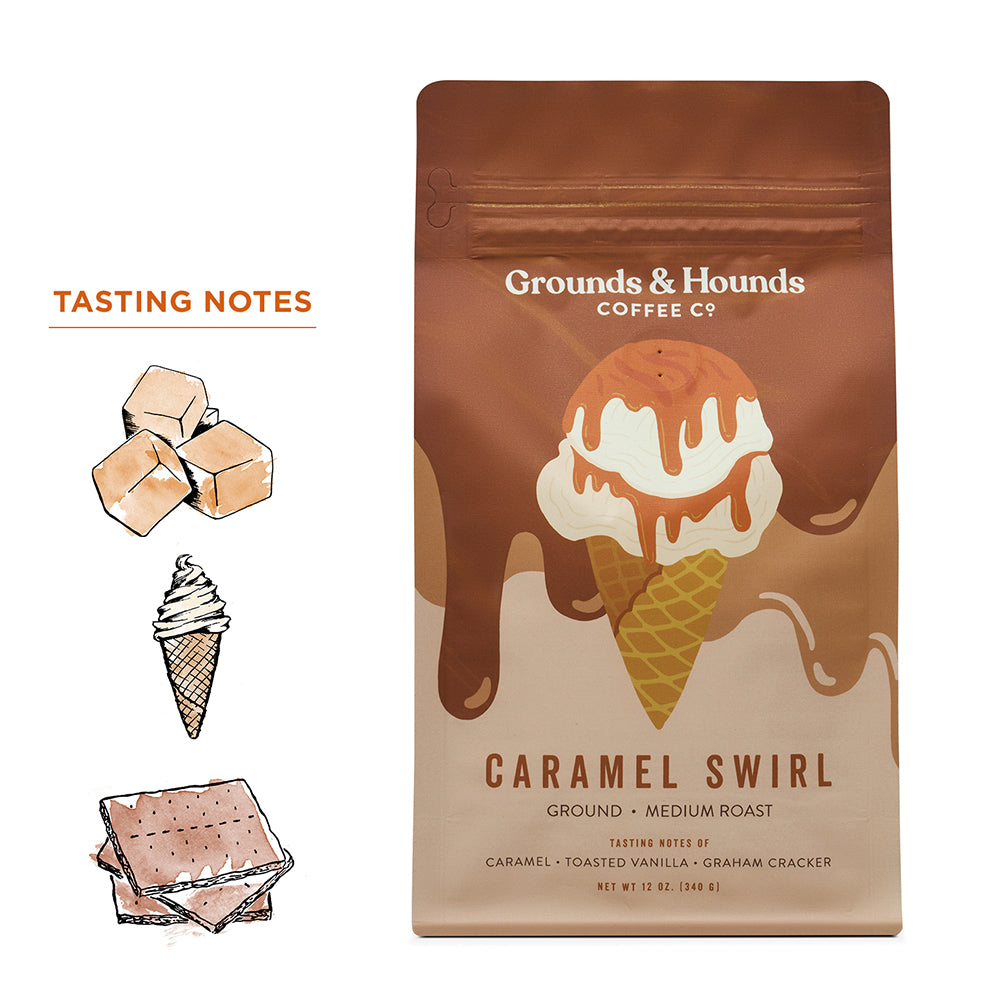 TASTING NOTES
Grounds & Hounds
COFFEE Cº
CARAMEL SWIRL
GROUND • MEDIUM ROAST
TASTING NOTES OF
CARAMEL • TOASTED VANILLA • GRAHAM CRACKER
NET WT 12 OZ. (340 G)